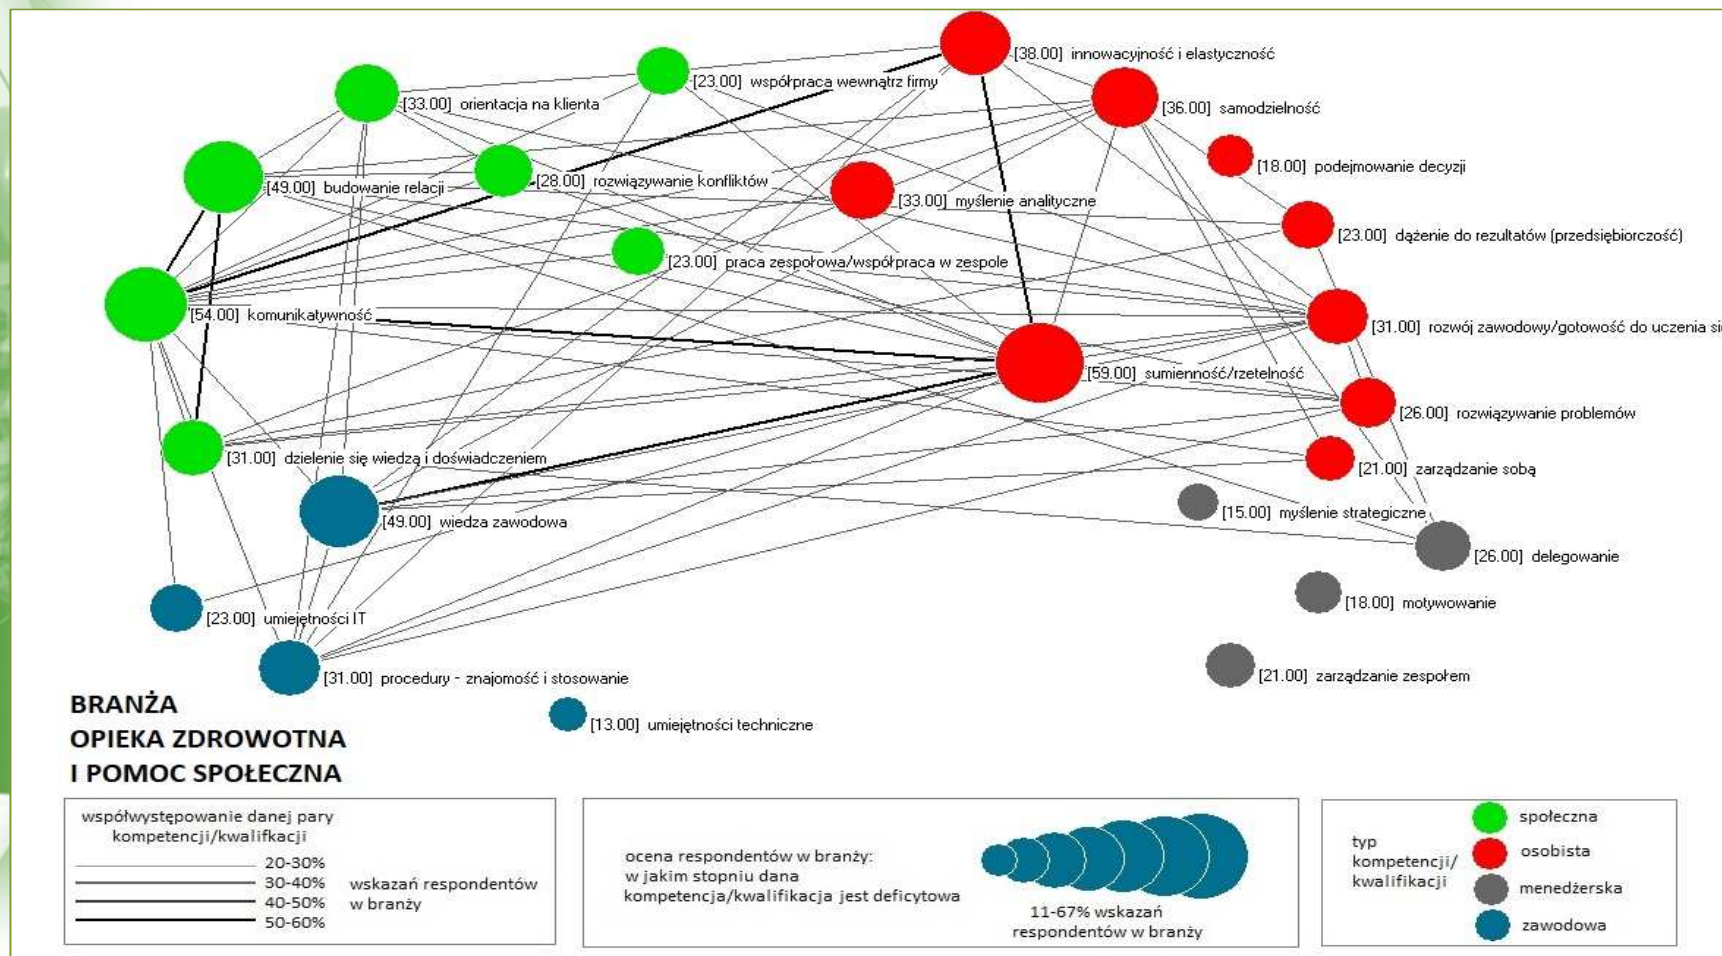 [38.00] innowacyjność i elastyczność
[23.00] współpraca wewnątrz firmy
[33.00] orientacja na klienta
[36.00] samodzielność
[18.00] podejmowanie decyzji
[49.00] budowanie relacji
[28.00] rozwiązywanie konfliktów
[33.00] myślenie analityczne
[23.00] dążenie do rezultatów (przedsiębiorczość)
[23.00] praca zespołowa/współpraca w zespole
[54.00] komunikatywność
[31.00] rozwój zawodowy/gotowość do uczenia si
[59.00] sumienność/rzetelność
[26.00] rozwiązywanie problemów
[31.00] dzielenie się wiedzą i doświadczeniem
[21.00] zarządzanie sobą
[49.00] wiedza zawodowa
[15.00] myślenie strategiczne
[26.00] delegowanie
[23.00] umiejętności IT
[18.00] motywowanie
[31.00] procedury - znajomość i stosowanie
[21.00] zarządzanie zespołem
[13.00] umiejętności techniczne
BRANŻA
OPIEKA ZDROWOTNA
I POMOC SPOŁECZNA
współwystępowanie danej pary
kompetencji/kwalifkacji
20-30%
30-40%
40-50%
50-60%
wskazań respondentów
w branży
ocena respondentów w branży:
w jakim stopniu dana
kompetencja/kwalifikacja jest deficytowa
11-67% wskazań
respondentów w branży
typ
kompetencji/
kwalifikacji
społeczna
osobista
menedżerska
zawodowa